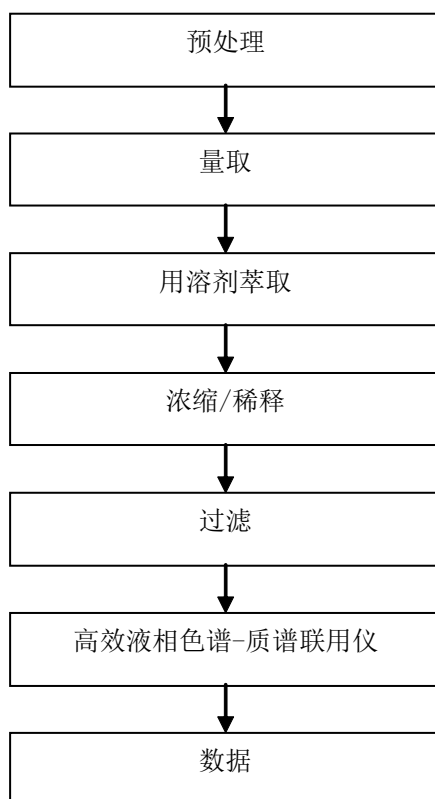 预处理
量取
用溶剂萃取
浓缩/稀释
过滤
高效液相色谱-质谱联用仪
数据